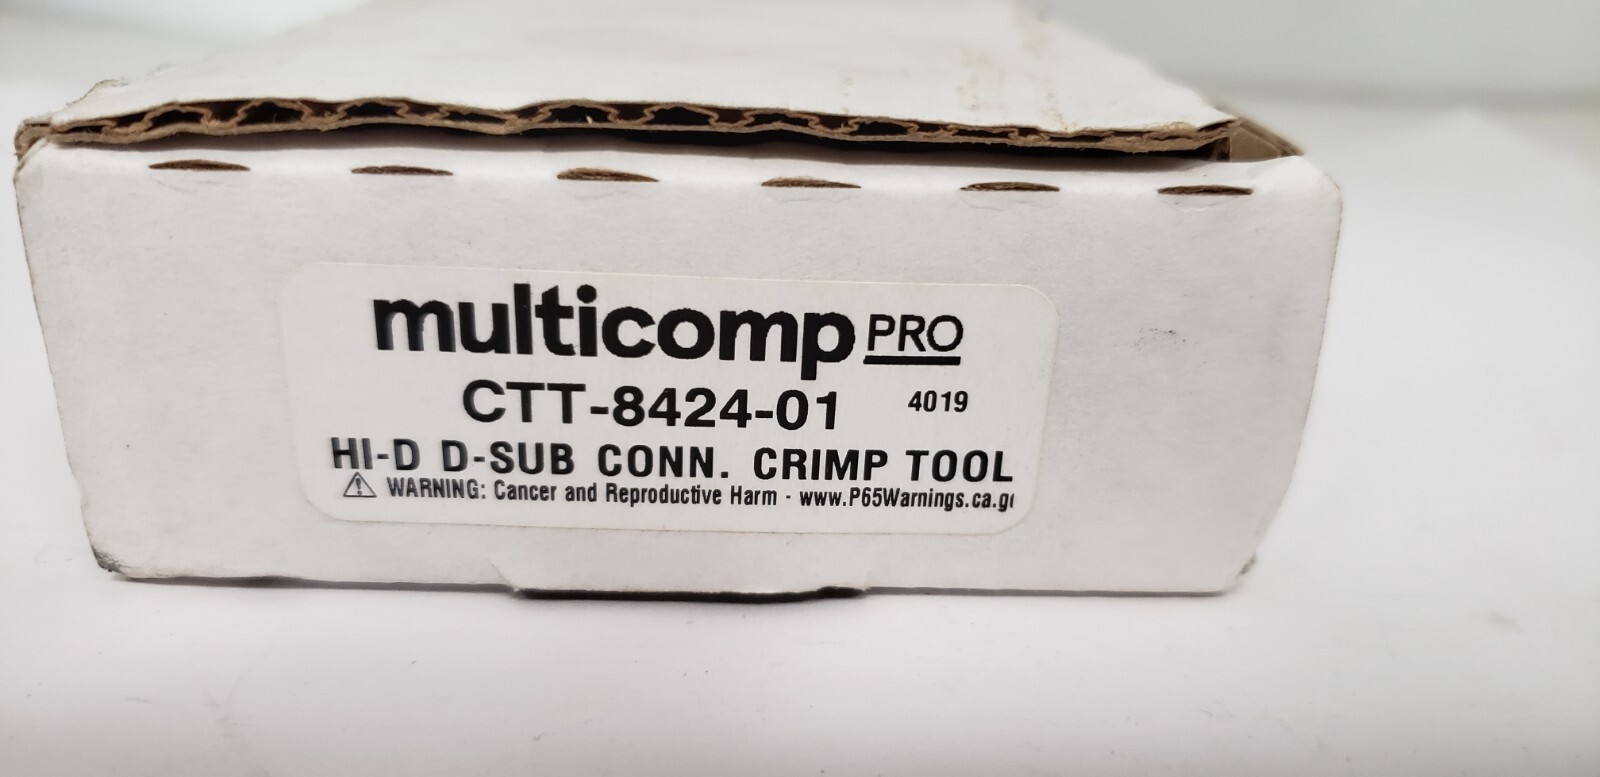 multicomp PRO
CTT-8424-01 4019
HI-D D-SUB CONN. CRIMP TOOL
WARNING: Cancer and Reproductive Harm - www.P65Warnings.ca.g